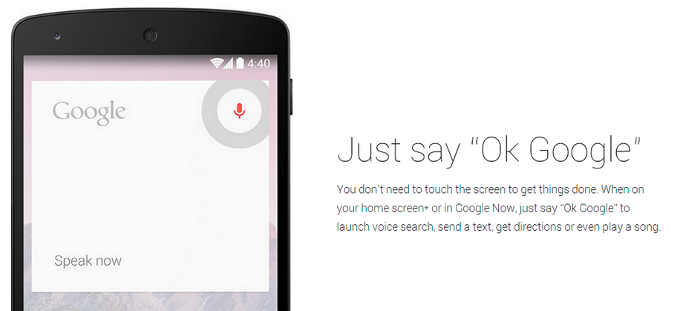 4:40
Google
Speak now
Just say “Ok Google”
You don't need to touch the screen to get things done. When on
your home screen* or in Google Now, just say “Ok Google” to
launch voice search, send a text, get directions or even play a song.